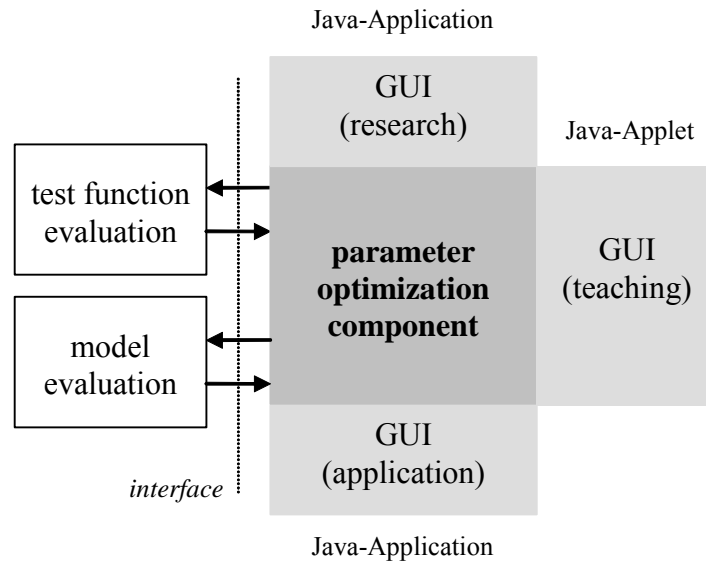 Java-Application
GUI
(research)
Java-Applet
test function
evaluation
parameter
optimization
component
GUI
(teaching)
model
evaluation
GUI
(application)
interface
Java-Application